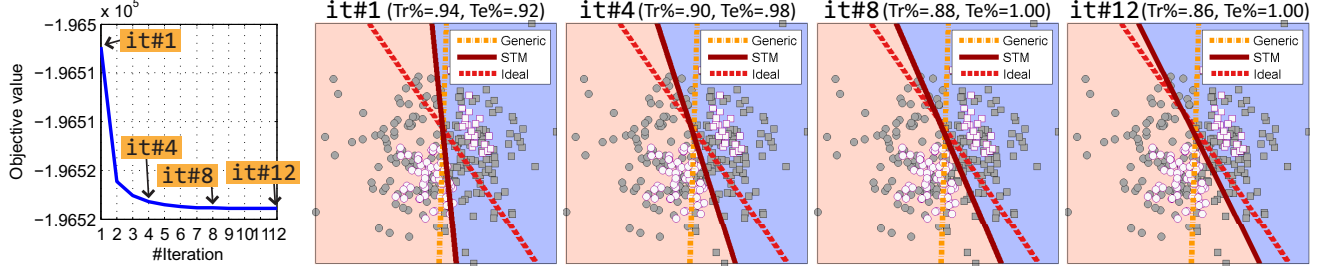 × 10⁵
−1.965
−1.9651
−1.9651
−1.9652
−1.9652
Objective value
it#1
it#4
it#8
it#12
1 2 3 4 5 6 7 8 9 10 11 12
#Iteration
it#1 (Tr%=.94, Te%=.92)
Generic
STM
Ideal
it#4 (Tr%=.90, Te%=.98)
Generic
STM
Ideal
it#8 (Tr%=.88, Te%=1.00)
Generic
STM
Ideal
it#12 (Tr%=.86, Te%=1.00)
Generic
STM
Ideal